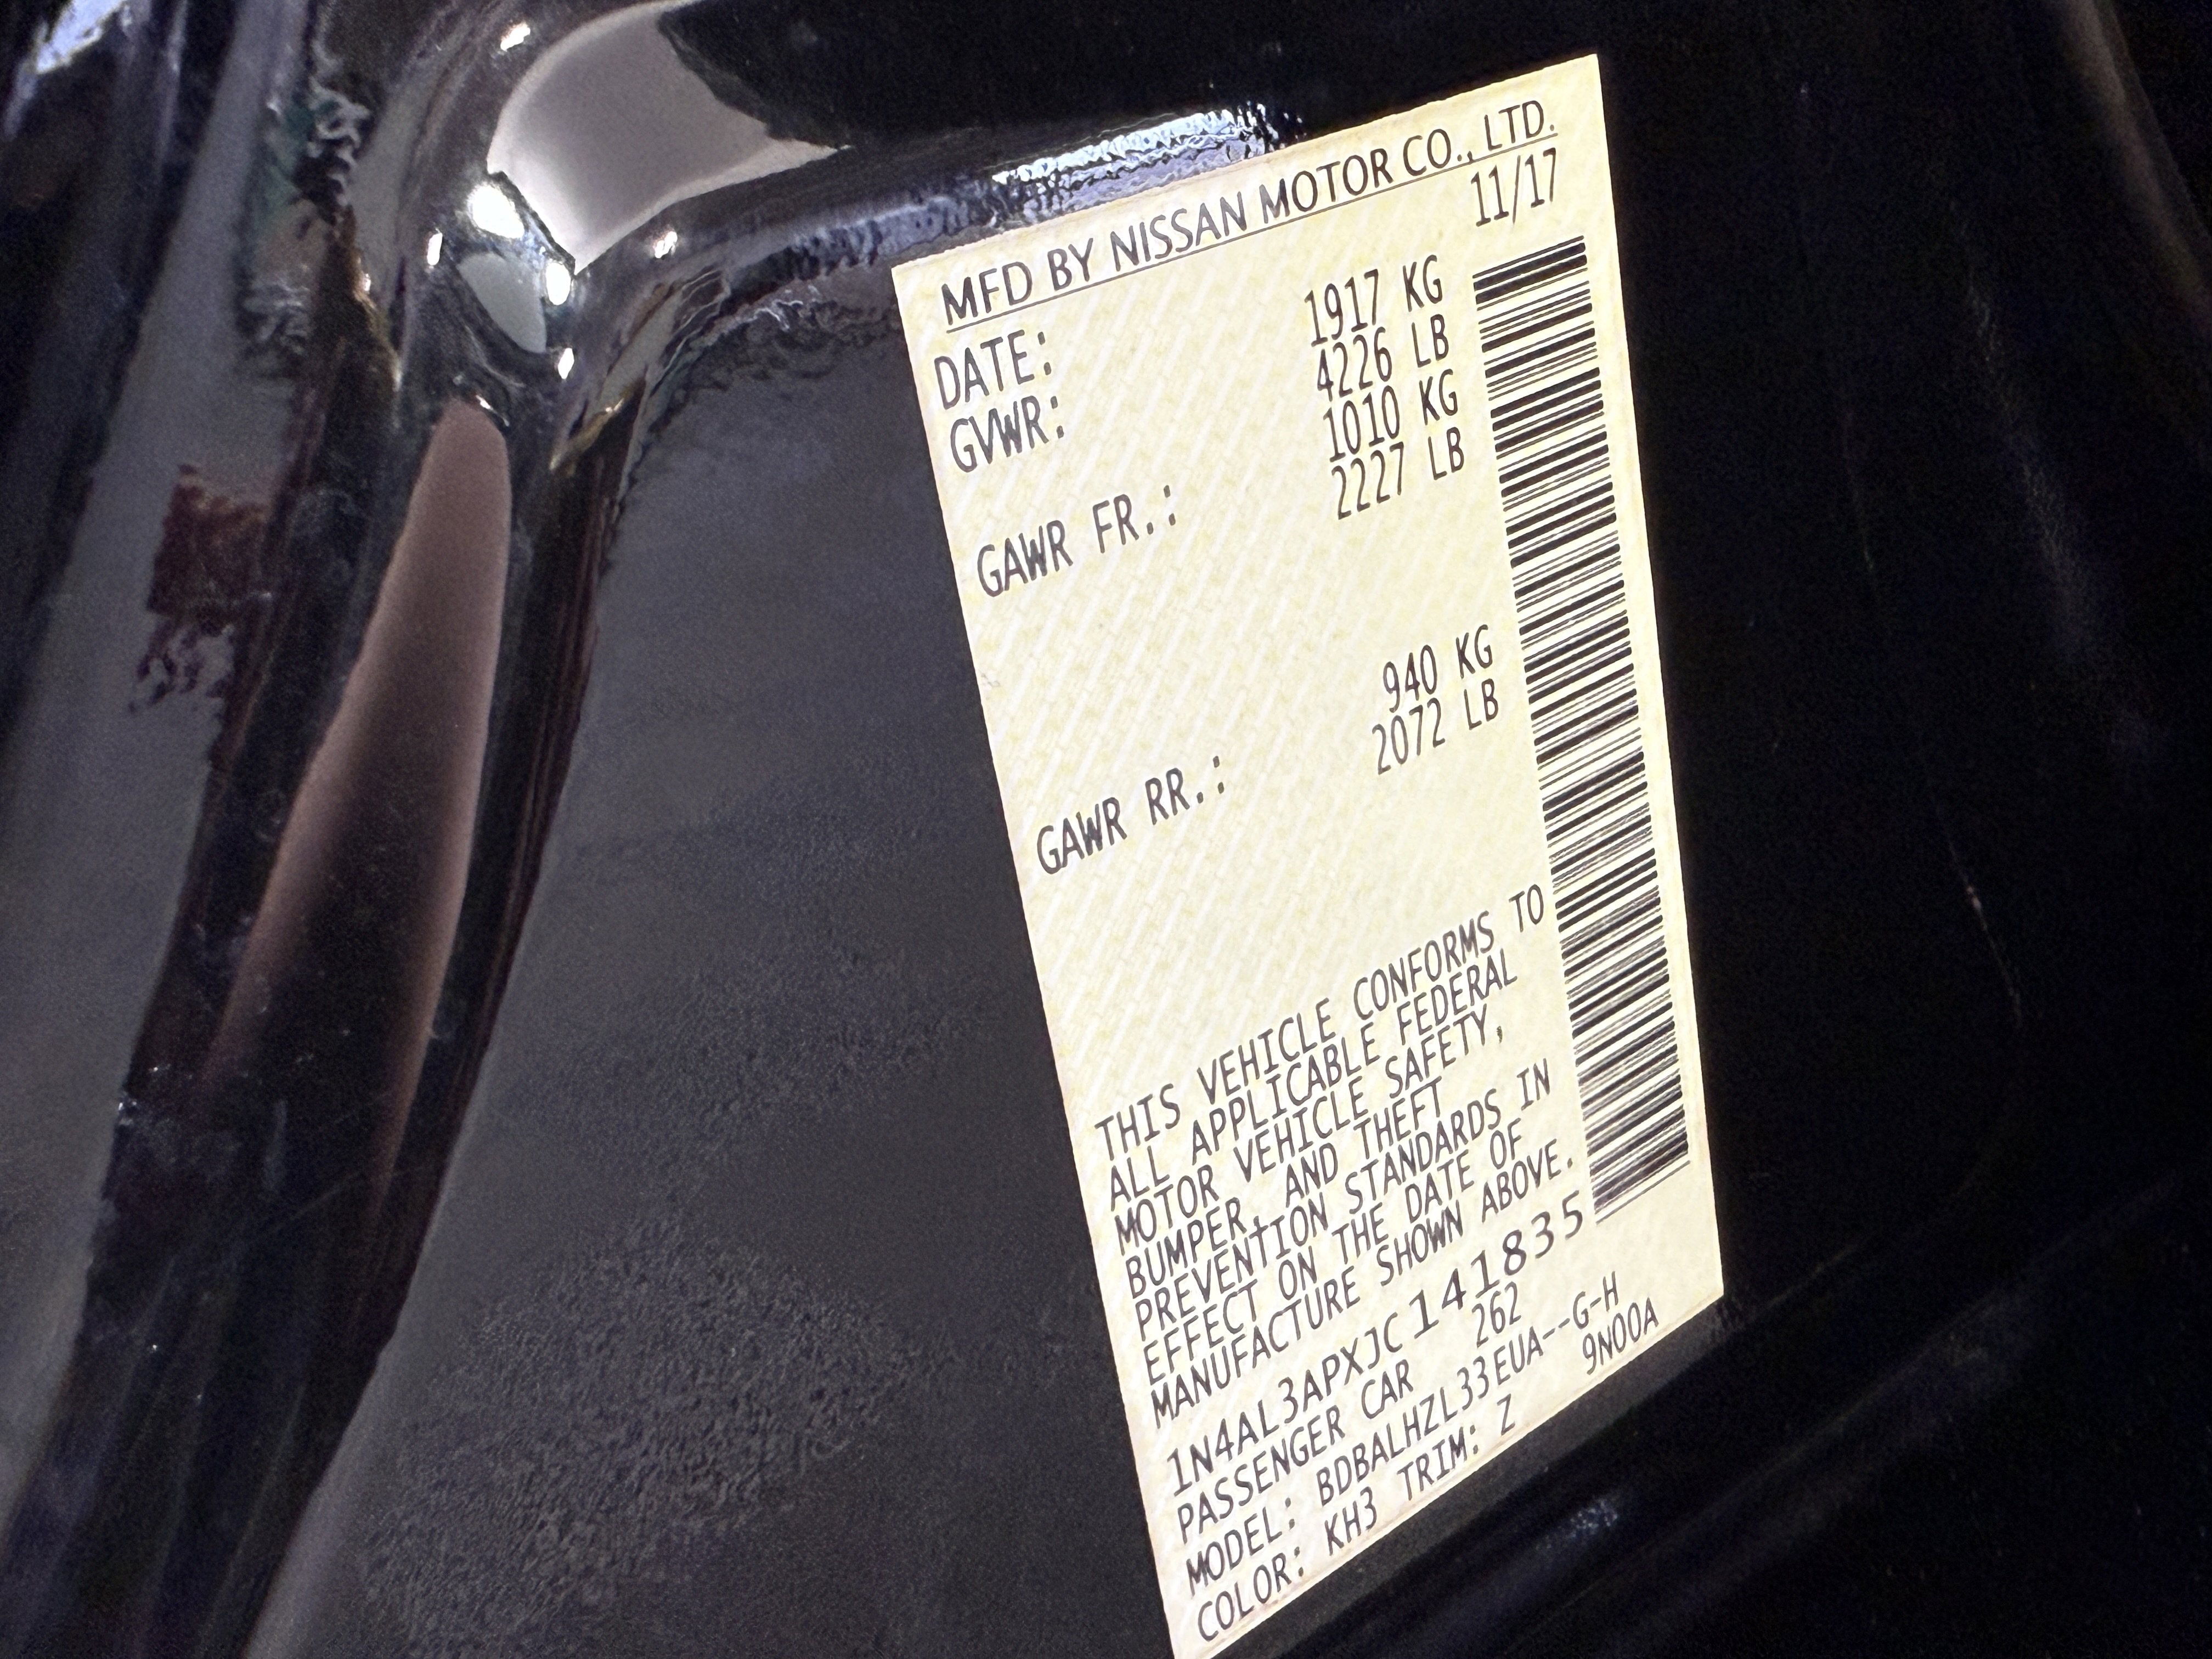 MFD BY NISSAN MOTOR CO., LTD.
DATE: 11/17
GVWR: 1917 KG
4226 LB
GAWR FR.: 1010 KG
2227 LB
GAWR RR.: 940 KG
2072 LB
THIS VEHICLE CONFORMS TO
ALL APPLICABLE FEDERAL
MOTOR VEHICLE SAFETY,
BUMPER, AND THEFT
PREVENTION STANDARDS IN
EFFECT ON THE DATE OF
MANUFACTURE SHOWN ABOVE.
1N4AL3APXJC141835
PASSENGER CAR 262
MODEL: BDBALHZL33EUA--G-H
COLOR: KH3 TRIM: Z 9N00A